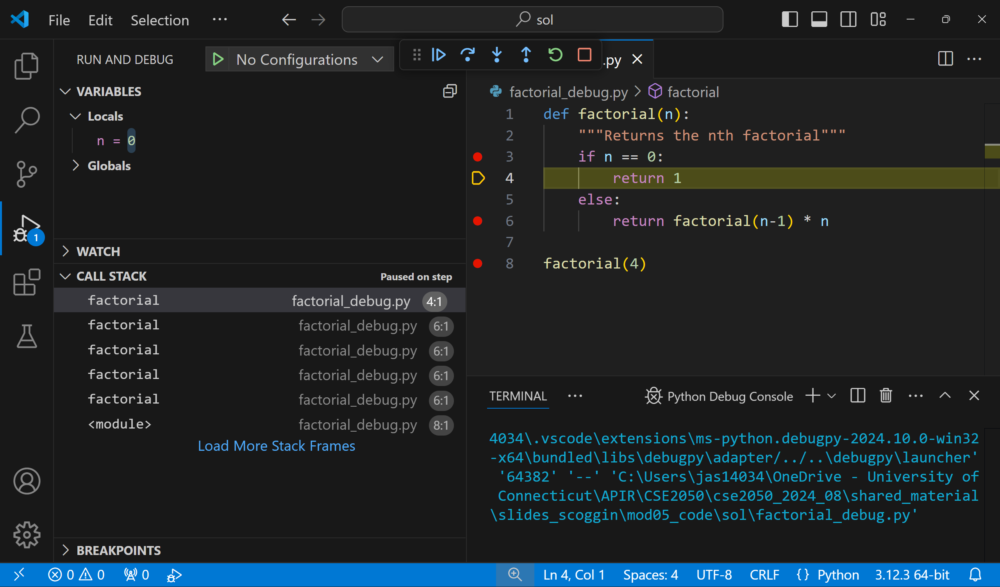 File Edit Selection ··· sol
RUN AND DEBUG No Configurations .py
VARIABLES
Locals
n = 0
Globals
WATCH
CALL STACK Paused on step
factorial factorial_debug.py 4:1
factorial factorial_debug.py 6:1
factorial factorial_debug.py 6:1
factorial factorial_debug.py 6:1
factorial factorial_debug.py 6:1
<module> factorial_debug.py 8:1
Load More Stack Frames
BREAKPOINTS
1
factorial_debug.py > factorial
1 def factorial(n):
2 """Returns the nth factorial"""
3 if n == 0:
4 return 1
5 else:
6 return factorial(n-1) * n
7
8 factorial(4)
TERMINAL ··· Python Debug Console
4034\.vscode\extensions\ms-python.debugpy-2024.10.0-win32
-x64\bundled\libs\debugpy\adapter/../..\debugpy\launcher'
'64382' '--' 'C:\Users\jas14034\OneDrive - University of
Connecticut\APIR\CSE2050\cse2050_2024_08\shared_material
\slides_scoggin\mod05_code\sol\factorial_debug.py'
0 0 0 Ln 4, Col 1 Spaces: 4 UTF-8 CRLF {} Python 3.12.3 64-bit